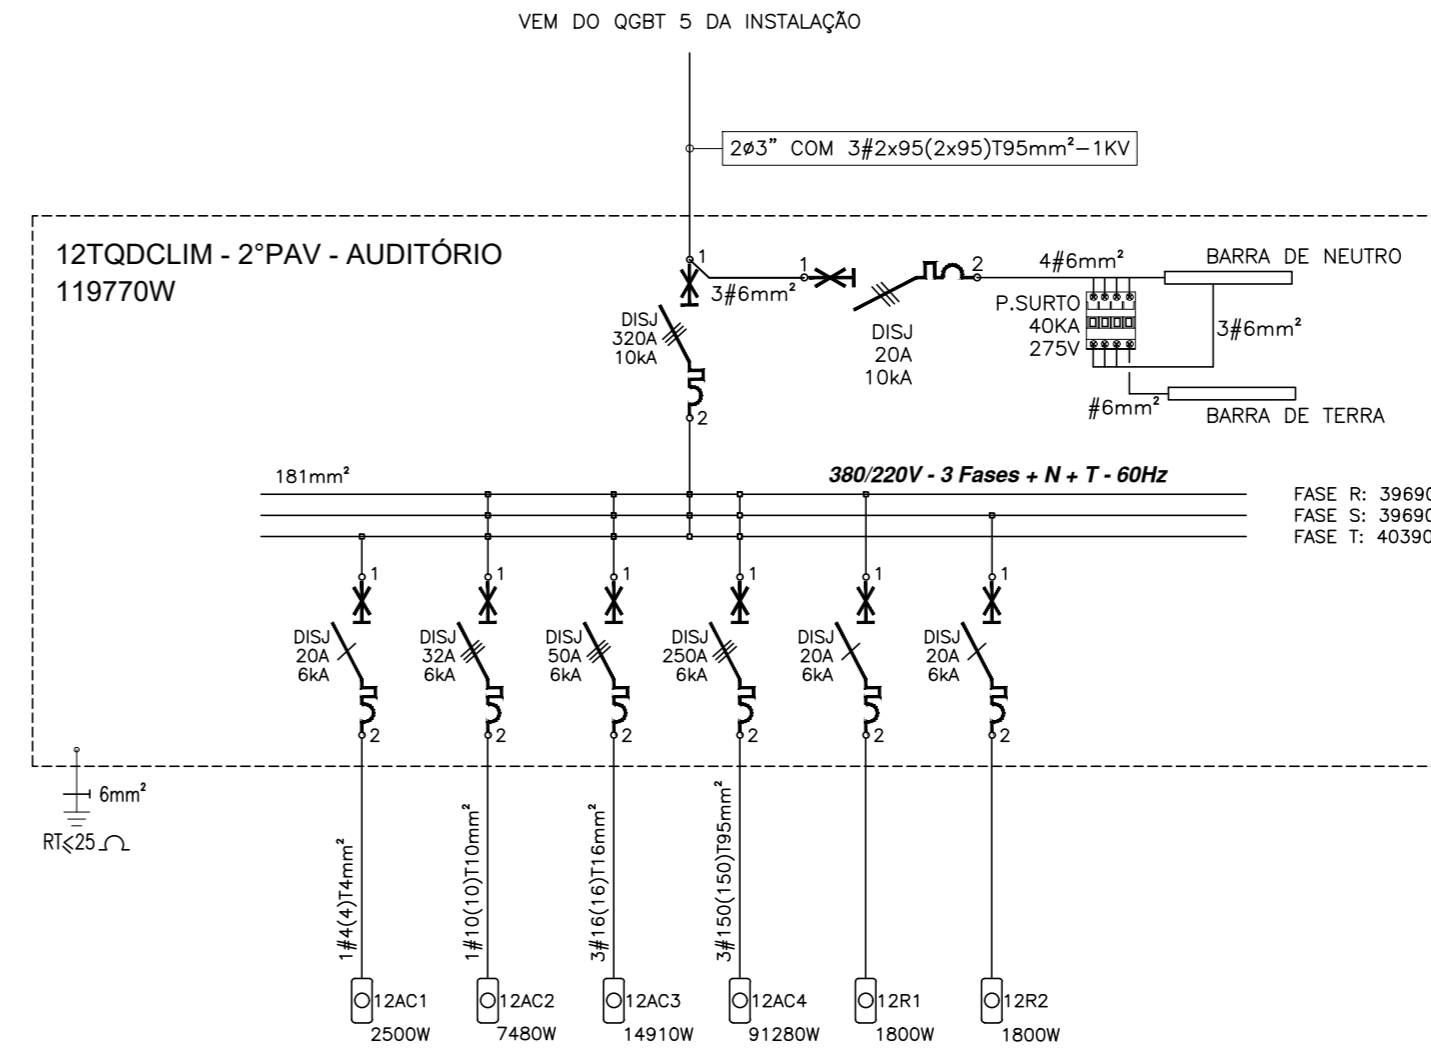 VEM DO QGBT 5 DA INSTALAÇÃO
2ø3" COM 3#2x95(2x95)T95mm²-1KV
12TQDCLIM - 2°PAV - AUDITÓRIO
119770W
1
3#6mm²
1
2
4#6mm²
BARRA DE NEUTRO
P.SURTO
40KA
275V
3#6mm²
DISJ
320A
10kA
DISJ
20A
10kA
2
#6mm²
BARRA DE TERRA
181mm²
380/220V - 3 Fases + N + T - 60Hz
FASE R: 39690
FASE S: 39690
FASE T: 40390
1
1
1
1
1
1
DISJ
20A
6kA
DISJ
32A
6kA
DISJ
50A
6kA
DISJ
250A
6kA
DISJ
20A
6kA
DISJ
20A
6kA
2
2
2
2
2
2
6mm²
RT≤25Ω
1#4(4)T4mm²
1#10(10)T10mm²
3#16(16)T16mm²
3#150(150)T95mm²
12AC1
2500W
12AC2
7480W
12AC3
14910W
12AC4
91280W
12R1
1800W
12R2
1800W